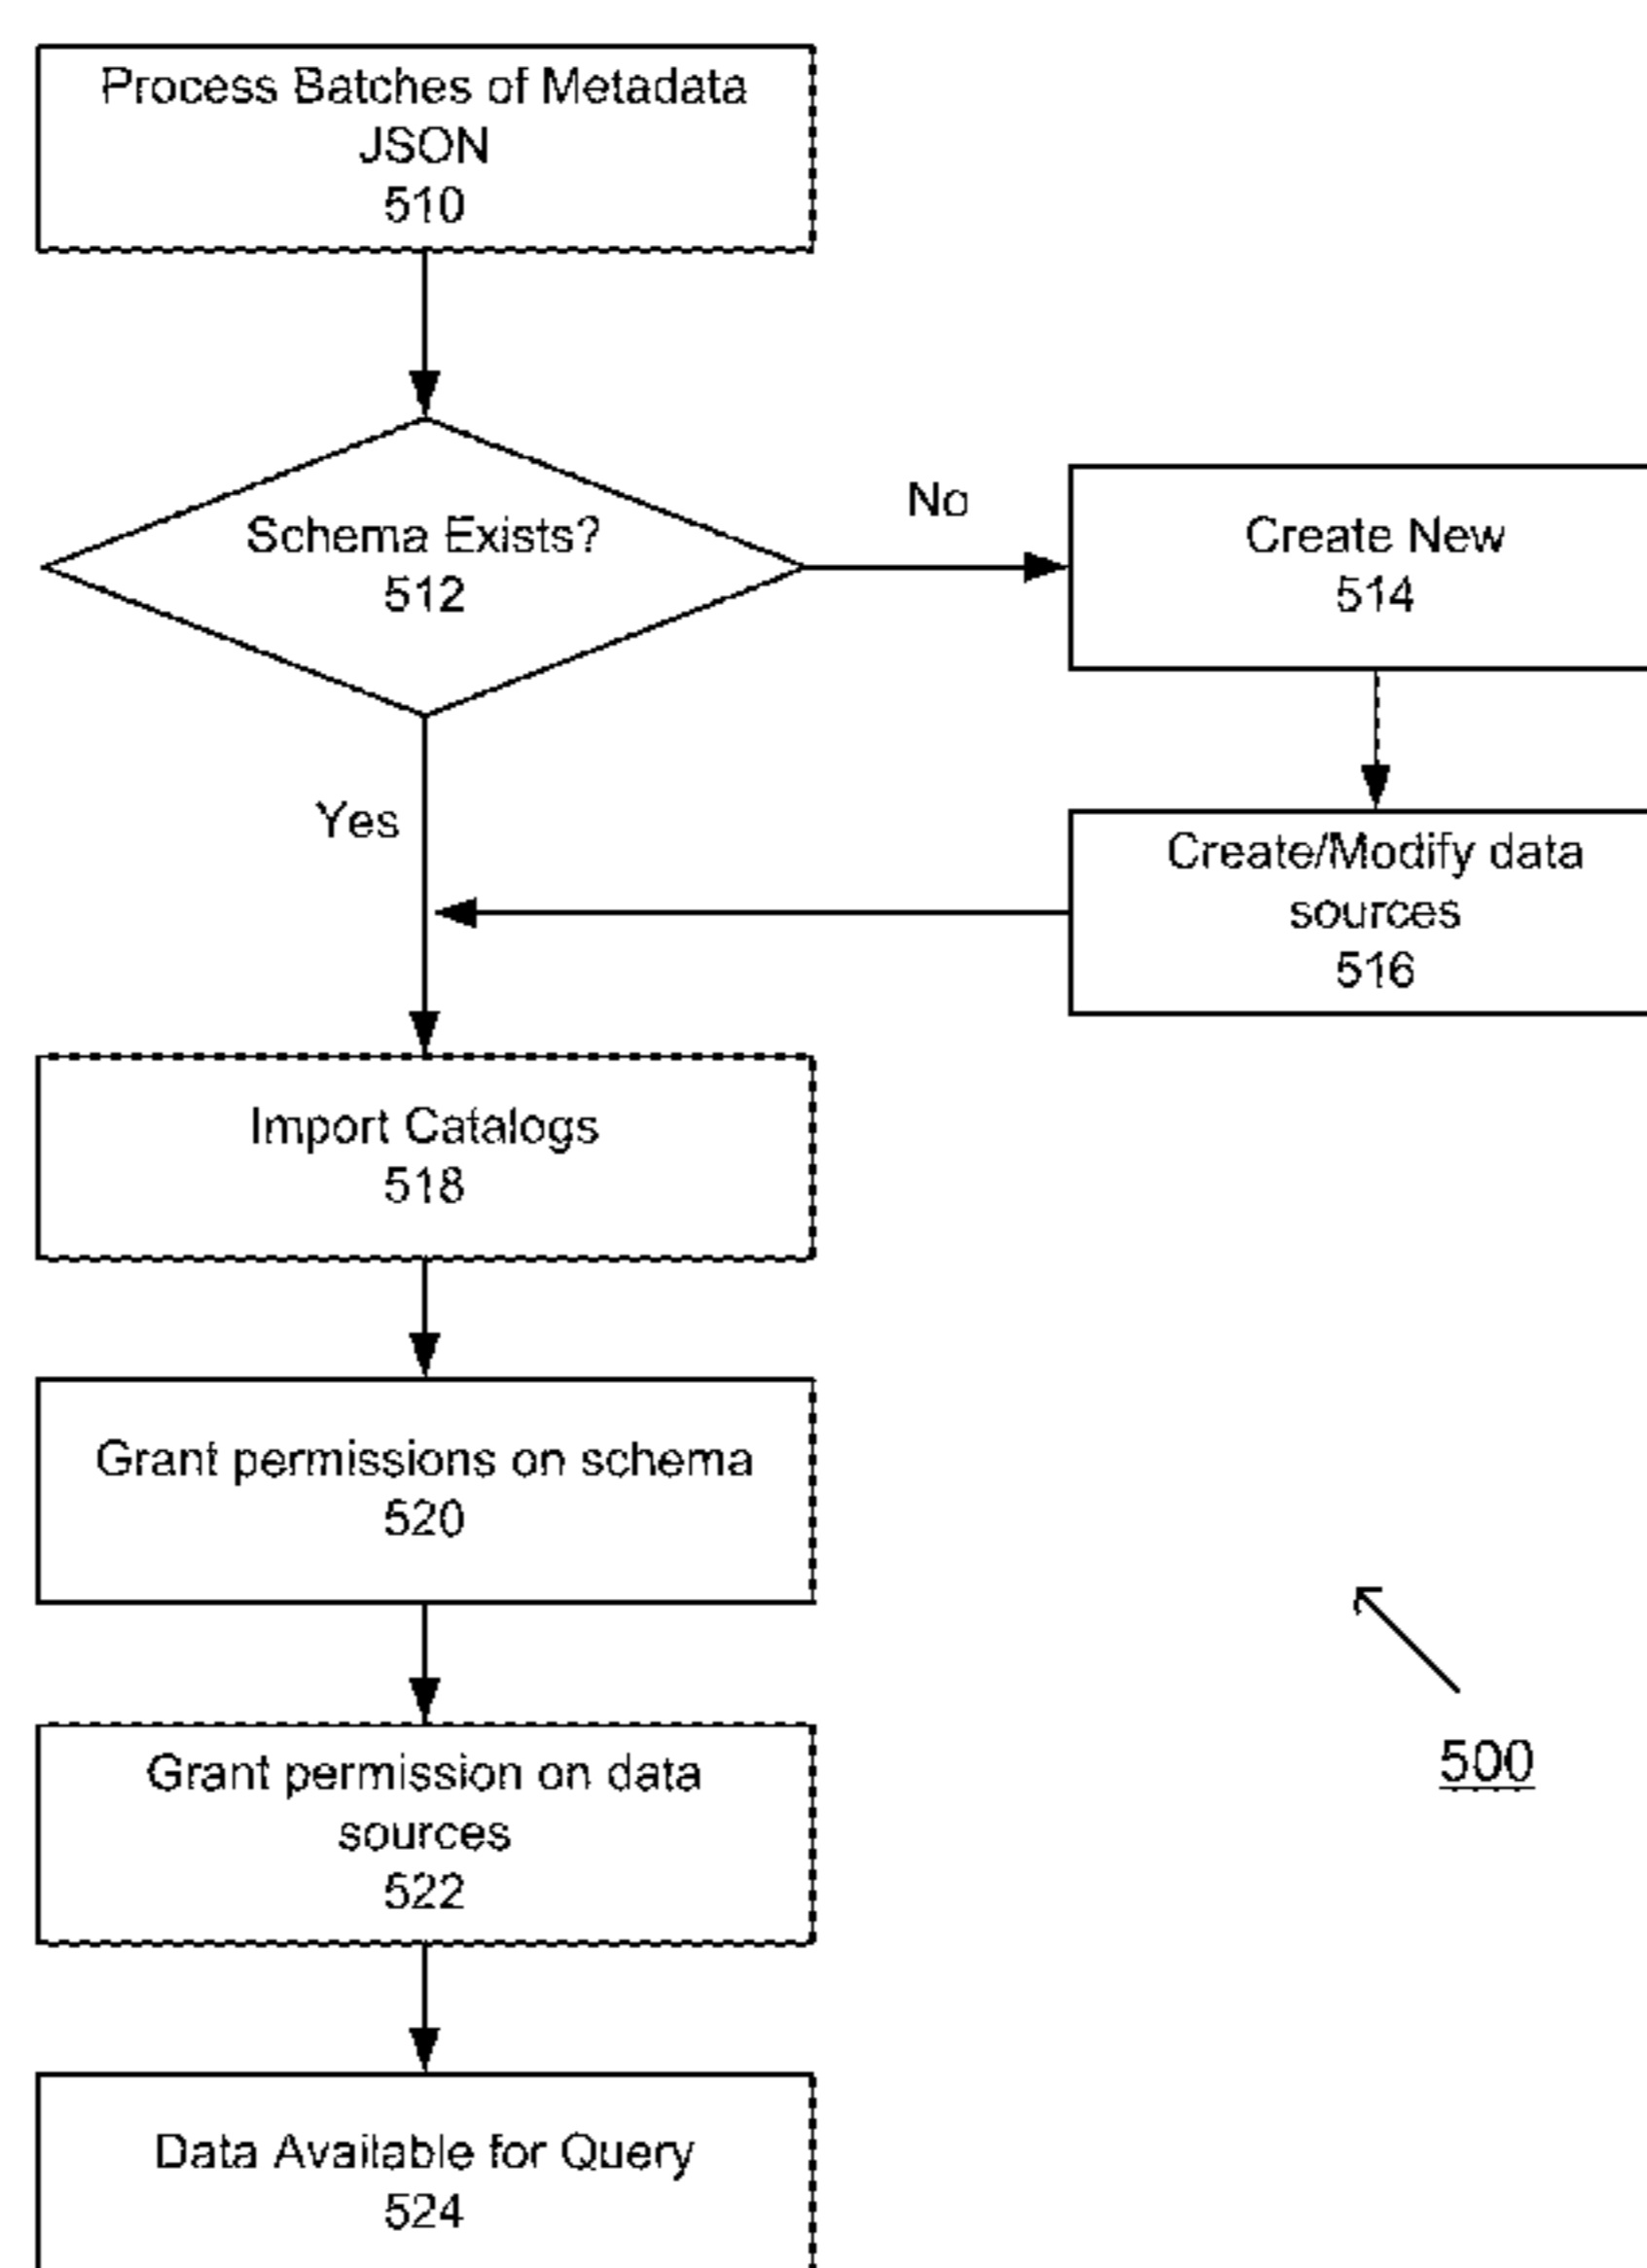 Process Batches of Metadata
JSON
510
Schema Exists?
512
No
Create New
514
Yes
Create/Modify data
sources
516
Import Catalogs
518
Grant permissions on schema
520
Grant permission on data
sources
522
500
Data Available for Query
524